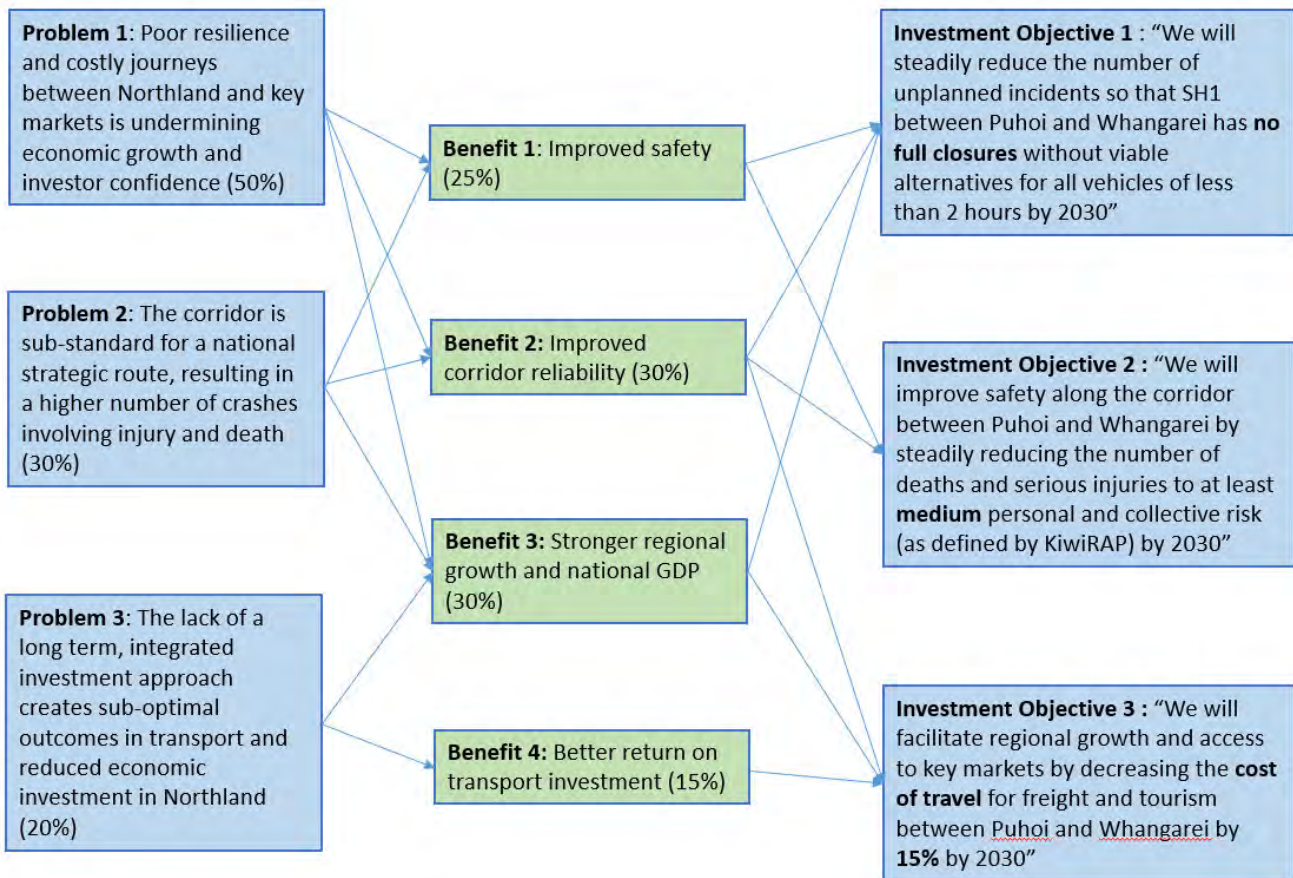 Problem 1: Poor resilience
and costly journeys
between Northland and key
markets is undermining
economic growth and
investor confidence (50%)
Problem 2: The corridor is
sub-standard for a national
strategic route, resulting in
a higher number of crashes
involving injury and death
(30%)
Problem 3: The lack of a
long term, integrated
investment approach
creates sub-optimal
outcomes in transport and
reduced economic
investment in Northland
(20%)
Benefit 1: Improved safety
(25%)
Benefit 2: Improved
corridor reliability (30%)
Benefit 3: Stronger regional
growth and national GDP
(30%)
Benefit 4: Better return on
transport investment (15%)
Investment Objective 1 : “We will
steadily reduce the number of
unplanned incidents so that SH1
between Puhoi and Whangarei has no
full closures without viable
alternatives for all vehicles of less
than 2 hours by 2030”
Investment Objective 2 : “We will
improve safety along the corridor
between Puhoi and Whangarei by
steadily reducing the number of
deaths and serious injuries to at least
medium personal and collective risk
(as defined by KiwiRAP) by 2030”
Investment Objective 3 : “We will
facilitate regional growth and access
to key markets by decreasing the cost
of travel for freight and tourism
between Puhoi and Whangarei by
15% by 2030”